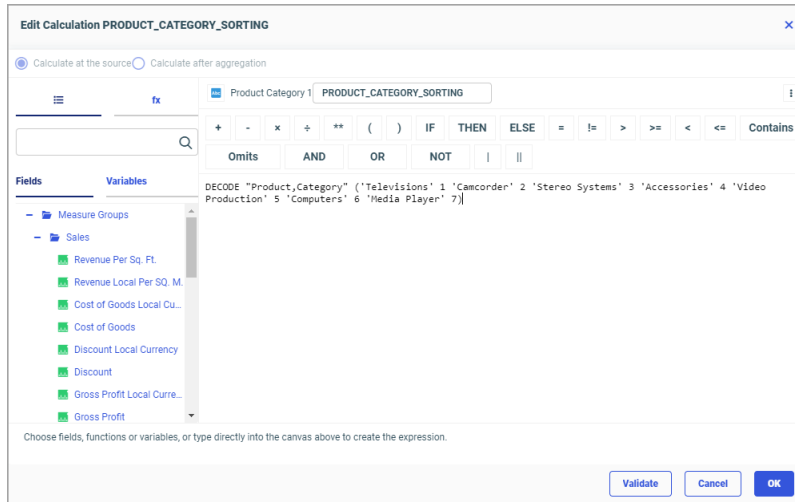 Edit Calculation PRODUCT_CATEGORY_SORTING
Calculate at the source Calculate after aggregation
fx
Product Category 1 PRODUCT_CATEGORY_SORTING
+ - × ÷ ** ( ) IF THEN ELSE = != > >= < <= Contains
Omits AND OR NOT | ||
Fields Variables
DECODE "Product,Category" ('Televisions' 1 'Camcorder' 2 'Stereo Systems' 3 'Accessories' 4 'Video
Production' 5 'Computers' 6 'Media Player' 7)
Measure Groups
Sales
Revenue Per Sq. Ft.
Revenue Local Per SQ. M.
Cost of Goods Local Cu...
Cost of Goods
Discount Local Currency
Discount
Gross Profit Local Curre...
Gross Profit
Choose fields, functions or variables, or type directly into the canvas above to create the expression.
Validate Cancel OK